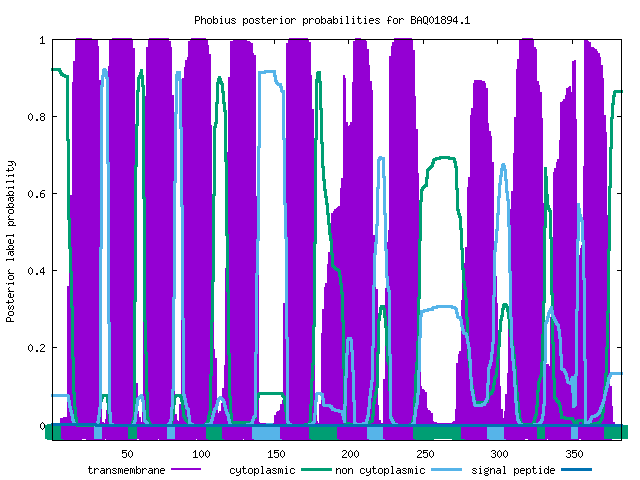 Phobius posterior probabilities for BAQ01894.1
1
0.8
0.6
0.4
0.2
0
Posterior label probability
50 100 150 200 250 300 350
transmembrane cytoplasmic non cytoplasmic signal peptide